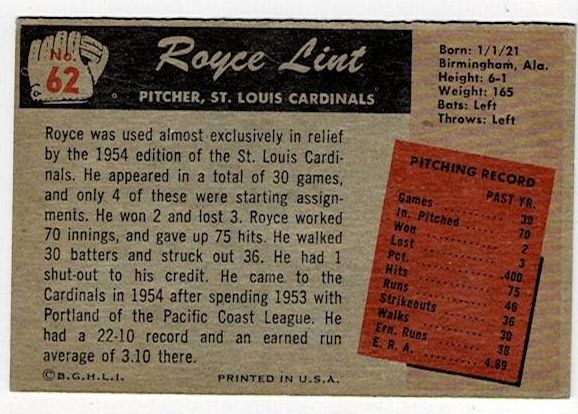 No.
62
Royce Lint
PITCHER, ST. LOUIS CARDINALS
Born: 1/1/21
Birmingham, Ala.
Height: 6-1
Weight: 165
Bats: Left
Throws: Left
Royce was used almost exclusively in relief
by the 1954 edition of the St. Louis Cardi-
nals. He appeared in a total of 30 games,
and only 4 of these were starting assign-
ments. He won 2 and lost 3. Royce worked
70 innings, and gave up 75 hits. He walked
30 batters and struck out 36. He had 1
shut-out to his credit. He came to the
Cardinals in 1954 after spending 1953 with
Portland of the Pacific Coast League. He
had a 22-10 record and an earned run
average of 3.10 there.
PITCHING RECORD
PAST YR.
Games . . . . . 30
In. Pitched . . . . 70
Won . . . . . 2
Lost . . . . . 3
Pct. . . . . . .400
Hits . . . . . 75
Runs . . . . . 46
Strikeouts . . . . 36
Walks . . . . . 30
Ern. Runs . . . . 38
E. R. A. . . . . 4.89
©B.G.H.L.I.
PRINTED IN U.S.A.